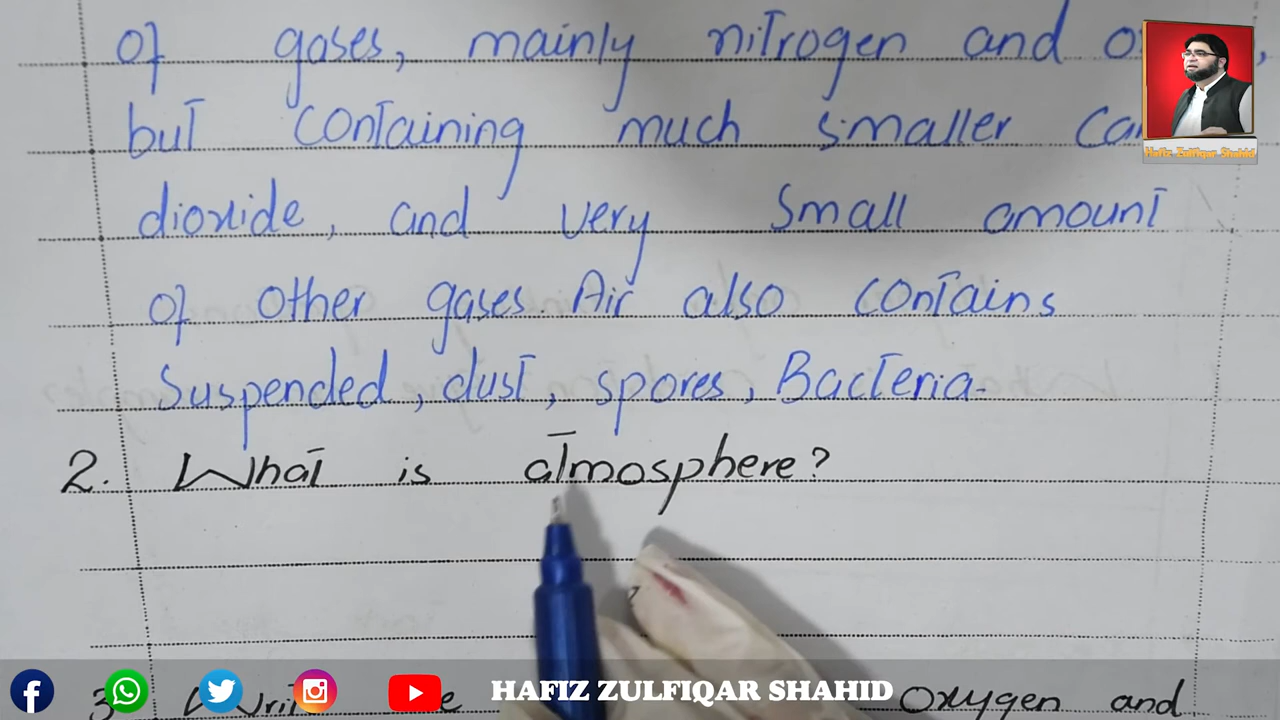 of gases, mainly nitrogen and
but containing much smaller
dioxide, and very small amount
of other gases. Air also contains
Suspended, dust, spores, Bacteria.
2. What is atmosphere?
3 oxygen and
Hafiz Zulfiqar Shahid
HAFIZ ZULFIQAR SHAHID